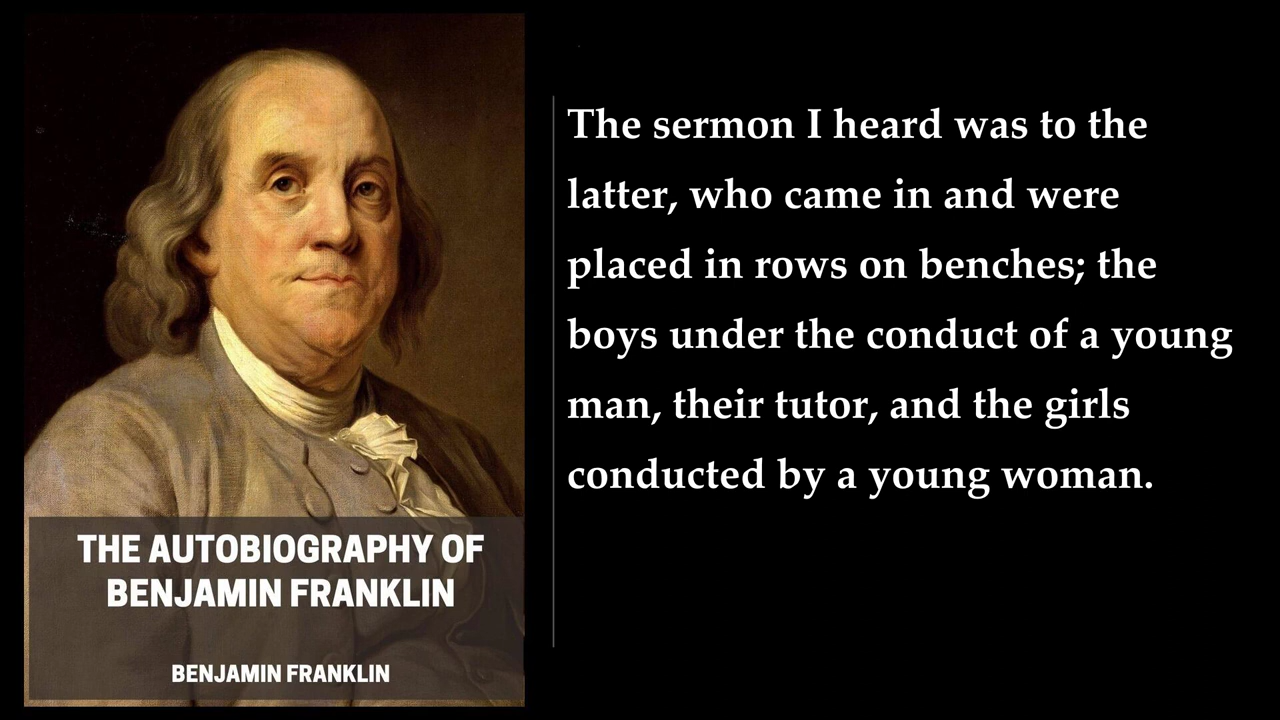 THE AUTOBIOGRAPHY OF
BENJAMIN FRANKLIN
BENJAMIN FRANKLIN
The sermon I heard was to the
latter, who came in and were
placed in rows on benches; the
boys under the conduct of a young
man, their tutor, and the girls
conducted by a young woman.